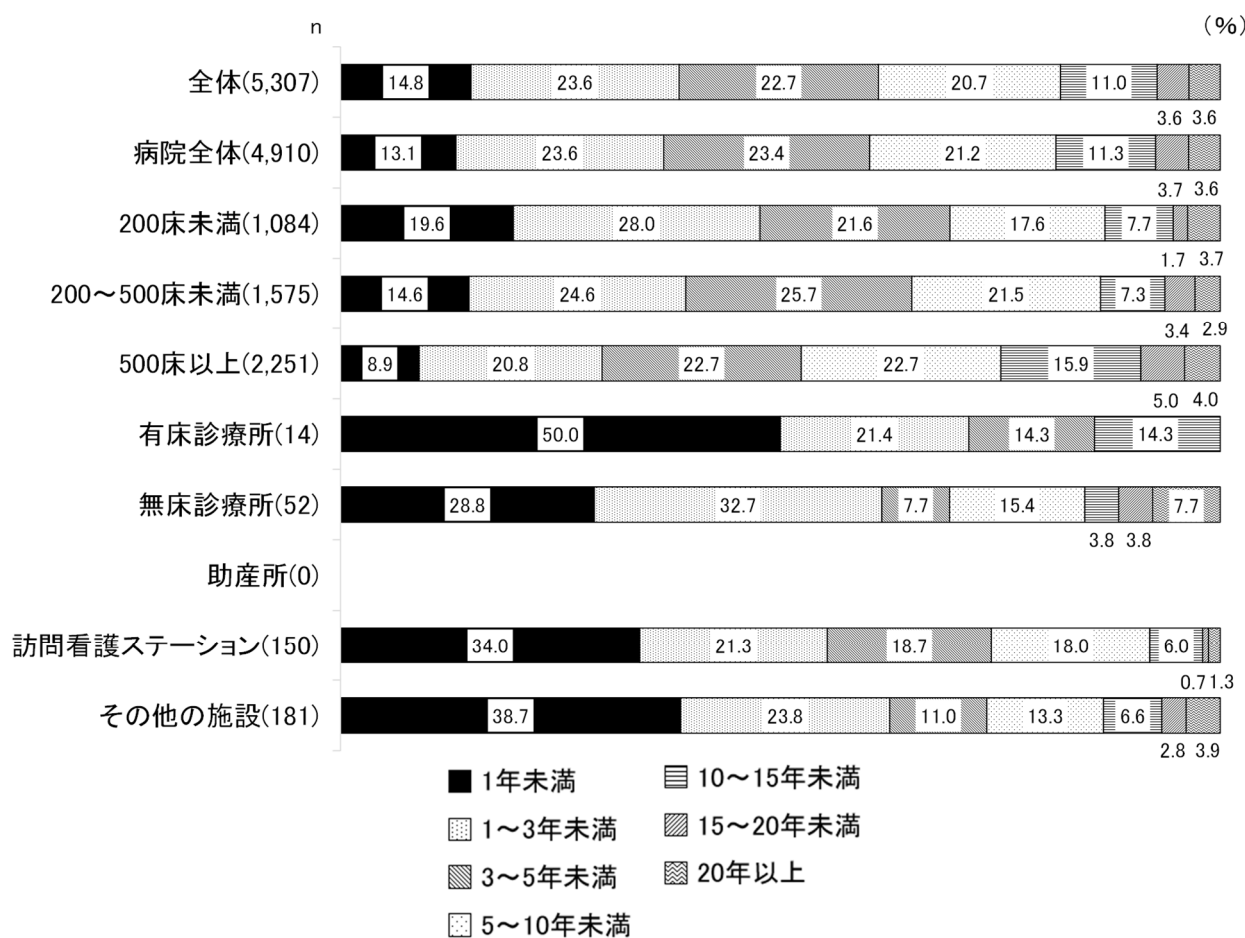 n (%)
全体(5,307) 14.8 23.6 22.7 20.7 11.0 3.6 3.6
病院全体(4,910) 13.1 23.6 23.4 21.2 11.3 3.7 3.6
200床未満(1,084) 19.6 28.0 21.6 17.6 7.7 1.7 3.7
200～500床未満(1,575) 14.6 24.6 25.7 21.5 7.3 3.4 2.9
500床以上(2,251) 8.9 20.8 22.7 22.7 15.9 5.0 4.0
有床診療所(14) 50.0 21.4 14.3 14.3
無床診療所(52) 28.8 32.7 7.7 15.4 3.8 3.8 7.7
助産所(0)
訪問看護ステーション(150) 34.0 21.3 18.7 18.0 6.0 0.7 1.3
その他の施設(181) 38.7 23.8 11.0 13.3 6.6 2.8 3.9
1年未満
1～3年未満
3～5年未満
5～10年未満
10～15年未満
15～20年未満
20年以上